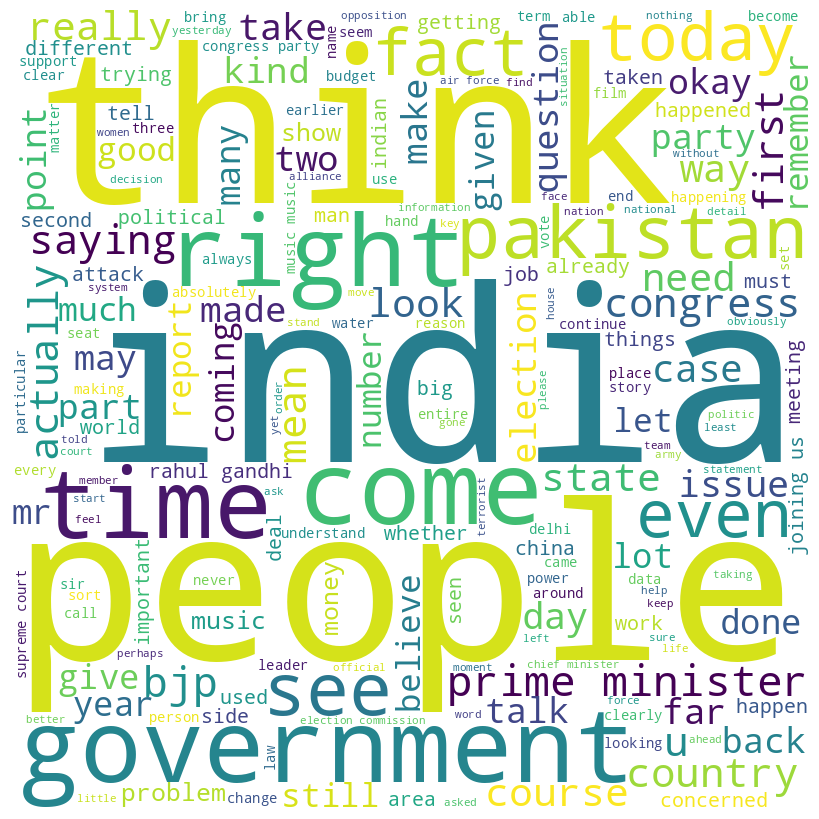 bring
opposition
term
able
nothing
become
yesterday
name
really
take
fact
getting
today
different
congress party
seem
support
clear
trying
kind
budget
air force
find
situation
taken
okay
film
matter
tell
think
earlier
question
happened
first
remember
women
three
many
show
make
indian
given
party
point
good
two
alliance
use
without
way
decision
information
face
end
happening
second
political
man
hand
key
nation
national
detail
vote
saying
always
right
music music
pakistan
set
attack
job
already
need
must
system
absolutely
move
house
actually
much
made
look
congress
seat
report
stand
water
reason
continue
obviously
particular
may
making
india
election
things
coming
mean
number
big
place
story
case
meeting
part
order
yet
entire
gone
please
let
politic
least
world
told
court
team
army
every
rahul gandhi
come
state
issue
statement
joining us
member
ask
time
start
feel
mr
deal
understand
whether
terrorist
delhi
even
china
came
lot
data
taking
important
sir
sort
call
never
money
seen
power
around
help
keep
day
done
supreme court
music
believe
people
left
work
sure
life
perhaps
leader
official
moment
chief minister
give
bjp
see
prime minister
year
used
person
side
election commission
word
talk
force
clearly
far
happen
better
government
law
looking
u
ahead
back
country
little
problem
change
still
area
asked
course
concerned